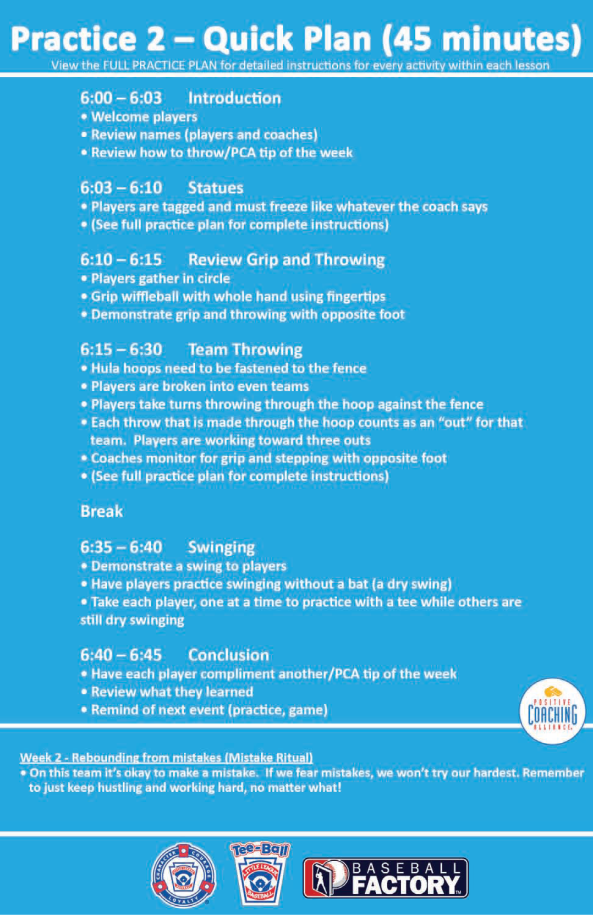 Practice 2 – Quick Plan (45 minutes)
View the FULL PRACTICE PLAN for detailed instructions for every activity within each lesson
6:00 – 6:03 Introduction
• Welcome players
• Review names (players and coaches)
• Review how to throw/PCA tip of the week
6:03 – 6:10 Statues
• Players are tagged and must freeze like whatever the coach says
• (See full practice plan for complete instructions)
6:10 – 6:15 Review Grip and Throwing
• Players gather in circle
• Grip wiffleball with whole hand using fingertips
• Demonstrate grip and throwing with opposite foot
6:15 – 6:30 Team Throwing
• Hula hoops need to be fastened to the fence
• Players are broken into even teams
• Players take turns throwing through the hoop against the fence
• Each throw that is made through the hoop counts as an “out” for that
team. Players are working toward three outs
• Coaches monitor for grip and stepping with opposite foot
• (See full practice plan for complete instructions)
Break
6:35 – 6:40 Swinging
• Demonstrate a swing to players
• Have players practice swinging without a bat (a dry swing)
• Take each player, one at a time to practice with a tee while others are
still dry swinging
6:40 – 6:45 Conclusion
• Have each player compliment another/PCA tip of the week
• Review what they learned
• Remind of next event (practice, game)
POSITIVE
COACHING
ALLIANCE
Week 2 - Rebounding from mistakes (Mistake Ritual)
• On this team it’s okay to make a mistake. If we fear mistakes, we won’t try our hardest. Remember
to just keep hustling and working hard, no matter what!
CHARACTER COURAGE
LOYALTY
Tee-Ball
LITTLE LEAGUE
BASEBALL
BASEBALL
FACTORY